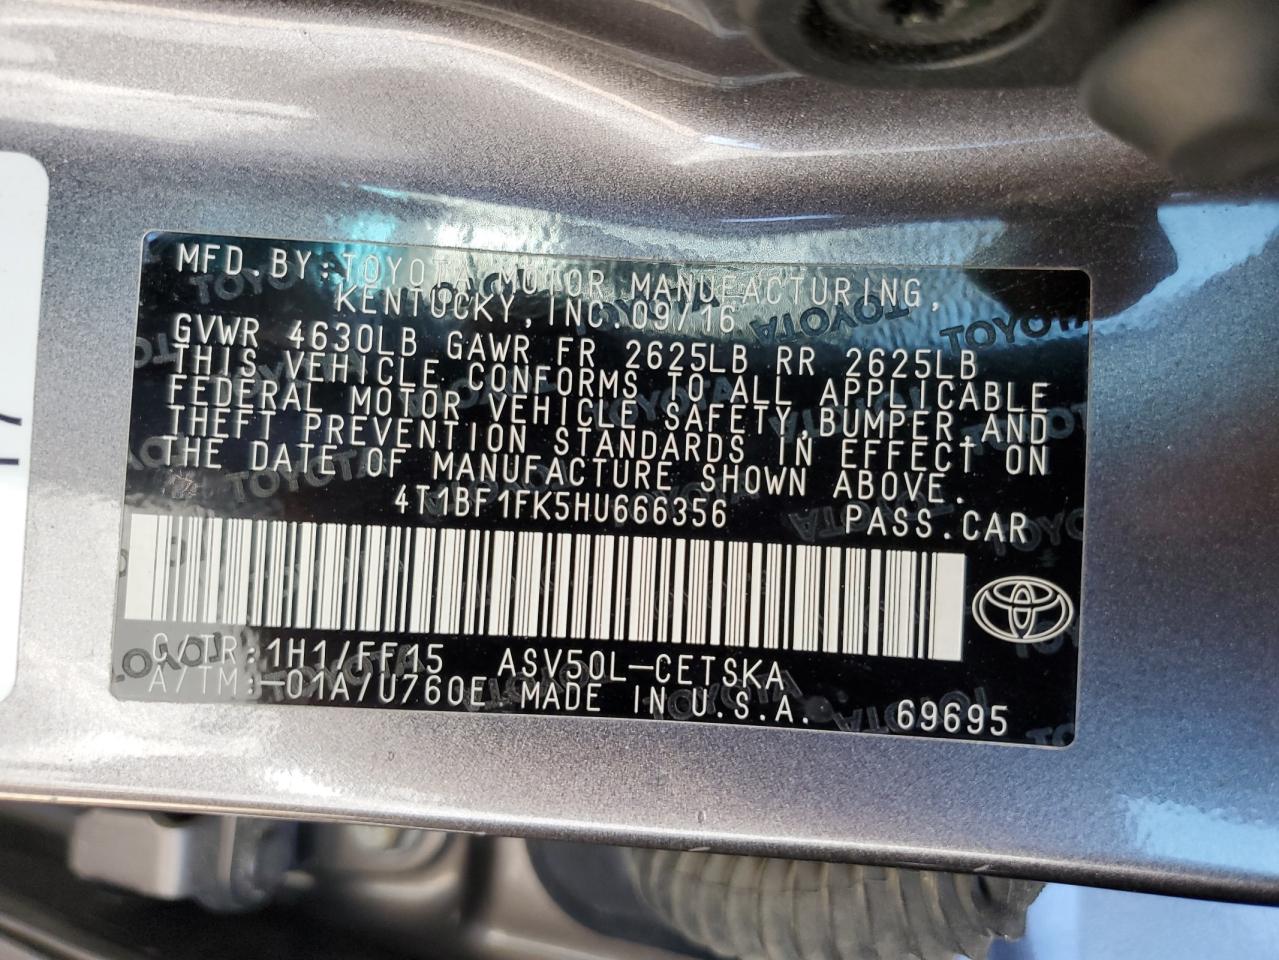 MFD.BY:TOYOTA MOTOR MANUFACTURING,
KENTUCKY,INC.09/16
GVWR 4630LB GAWR FR 2625LB RR 2625LB
THIS VEHICLE CONFORMS TO ALL APPLICABLE
FEDERAL MOTOR VEHICLE SAFETY,BUMPER,AND
THEFT PREVENTION STANDARDS IN EFFECT ON
THE DATE OF MANUFACTURE SHOWN ABOVE.
4T1BF1FK5HU666356 PASS.CAR
C/TR:1H1/FF15 ASV50L-CETSKA
A/TM:-01A/U760E MADE IN U.S.A. 69695